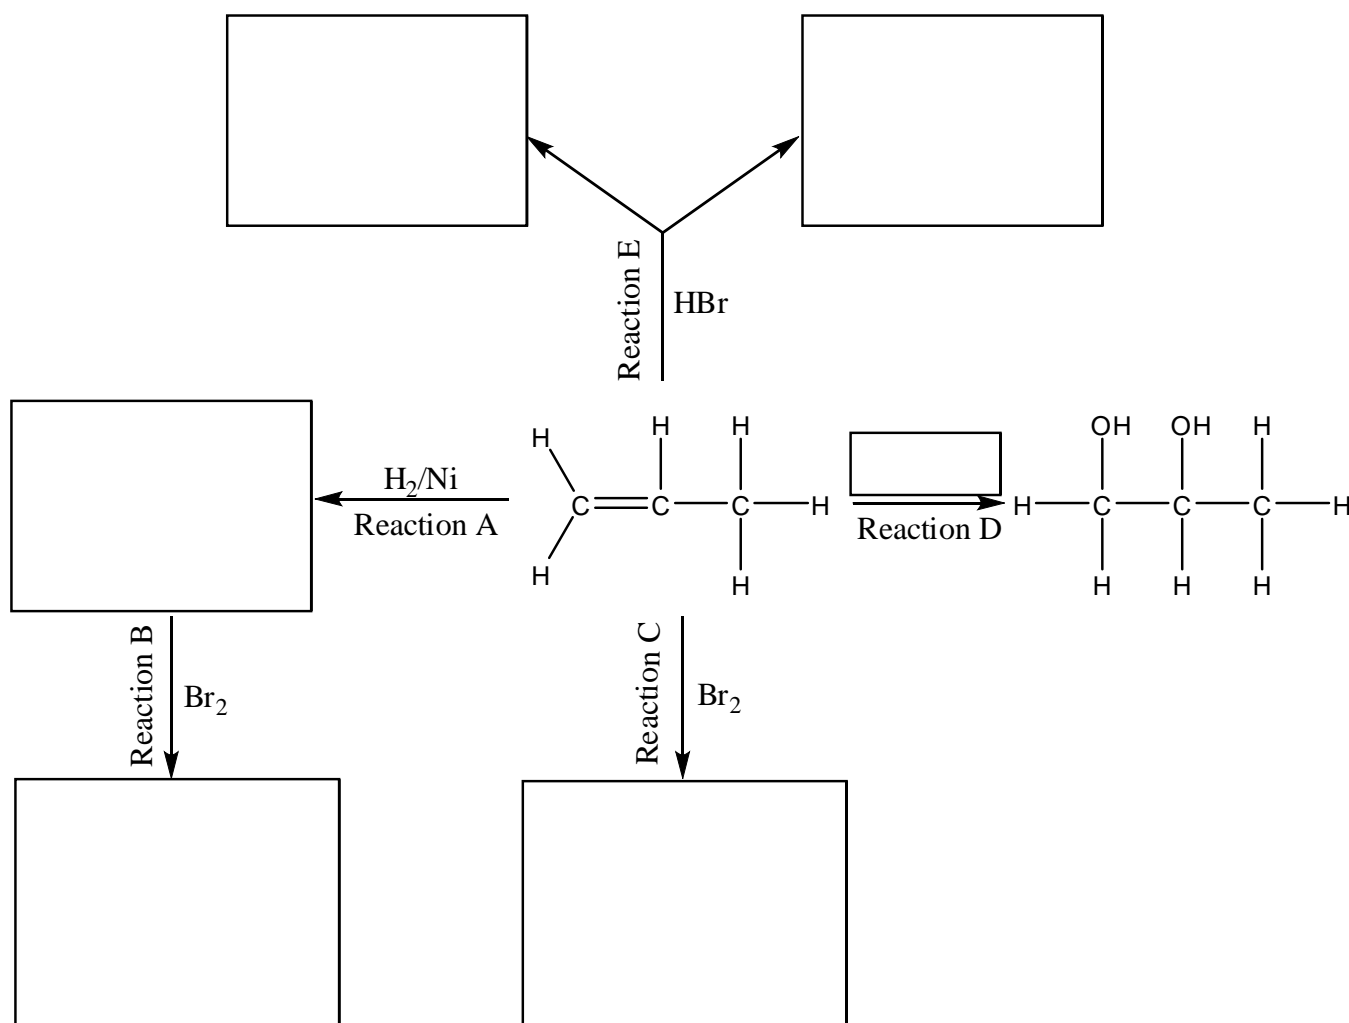 Reaction E
HBr
H H H
H2/Ni
C C C H
Reaction A
H H
OH OH H
H C C C H
Reaction D
H H H
Reaction B
Br2
Reaction C
Br2